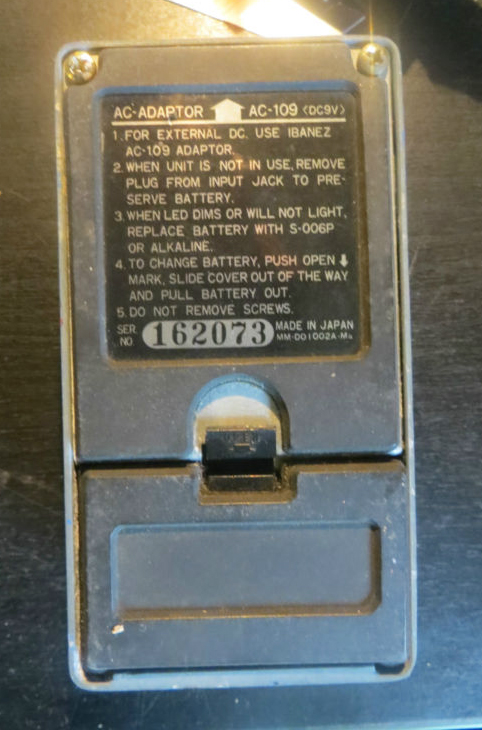 AC-ADAPTOR AC-109 <DC9V>
1. FOR EXTERNAL DC. USE IBANEZ
AC-109 ADAPTOR.
2. WHEN UNIT IS NOT IN USE, REMOVE
PLUG FROM INPUT JACK TO PRE-
SERVE BATTERY.
3. WHEN LED DIMS OR WILL NOT LIGHT,
REPLACE BATTERY WITH S-006P
OR ALKALINE.
4. TO CHANGE BATTERY, PUSH OPEN ⬇
MARK, SLIDE COVER OUT OF THE WAY
AND PULL BATTERY OUT.
5. DO NOT REMOVE SCREWS.
SER. NO. 162073 MADE IN JAPAN